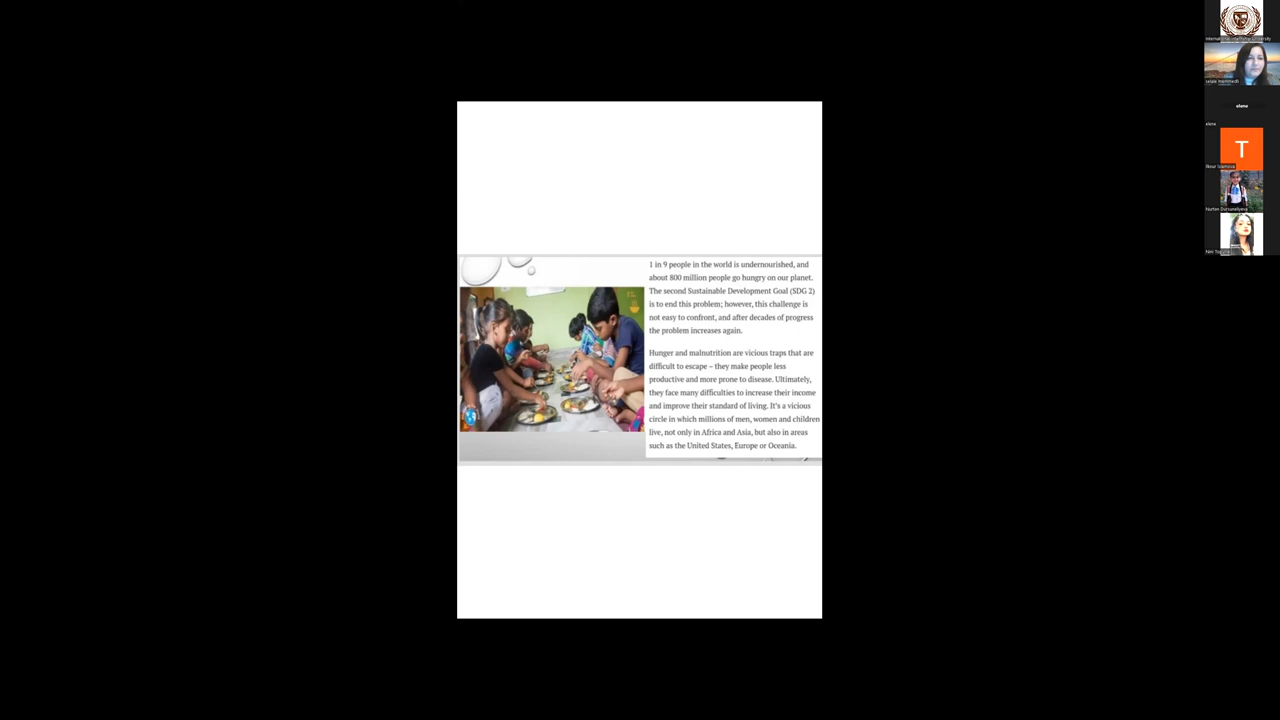 1 in 9 people in the world is undernourished, and
about 800 million people go hungry on our planet.
The second Sustainable Development Goal (SDG 2)
is to end this problem; however, this challenge is
not easy to confront, and after decades of progress
the problem increases again.
Hunger and malnutrition are vicious traps that are
difficult to escape – they make people less
productive and more prone to disease. Ultimately,
they face many difficulties to increase their income
and improve their standard of living. It's a vicious
circle in which millions of men, women and children
live, not only in Africa and Asia, but also in areas
such as the United States, Europe or Oceania.
elene
elene
T